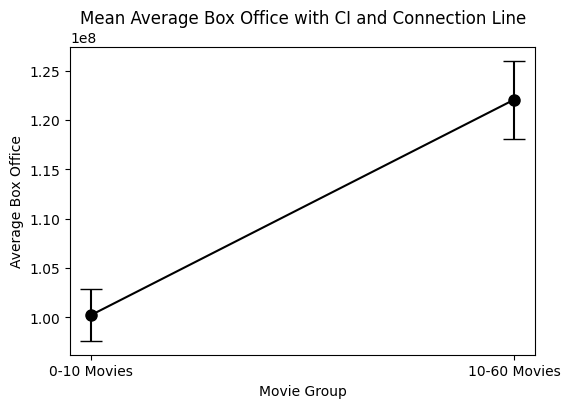 Mean Average Box Office with CI and Connection Line
1e8
1.25
1.20
1.15
1.10
1.05
1.00
Average Box Office
0-10 Movies
10-60 Movies
Movie Group